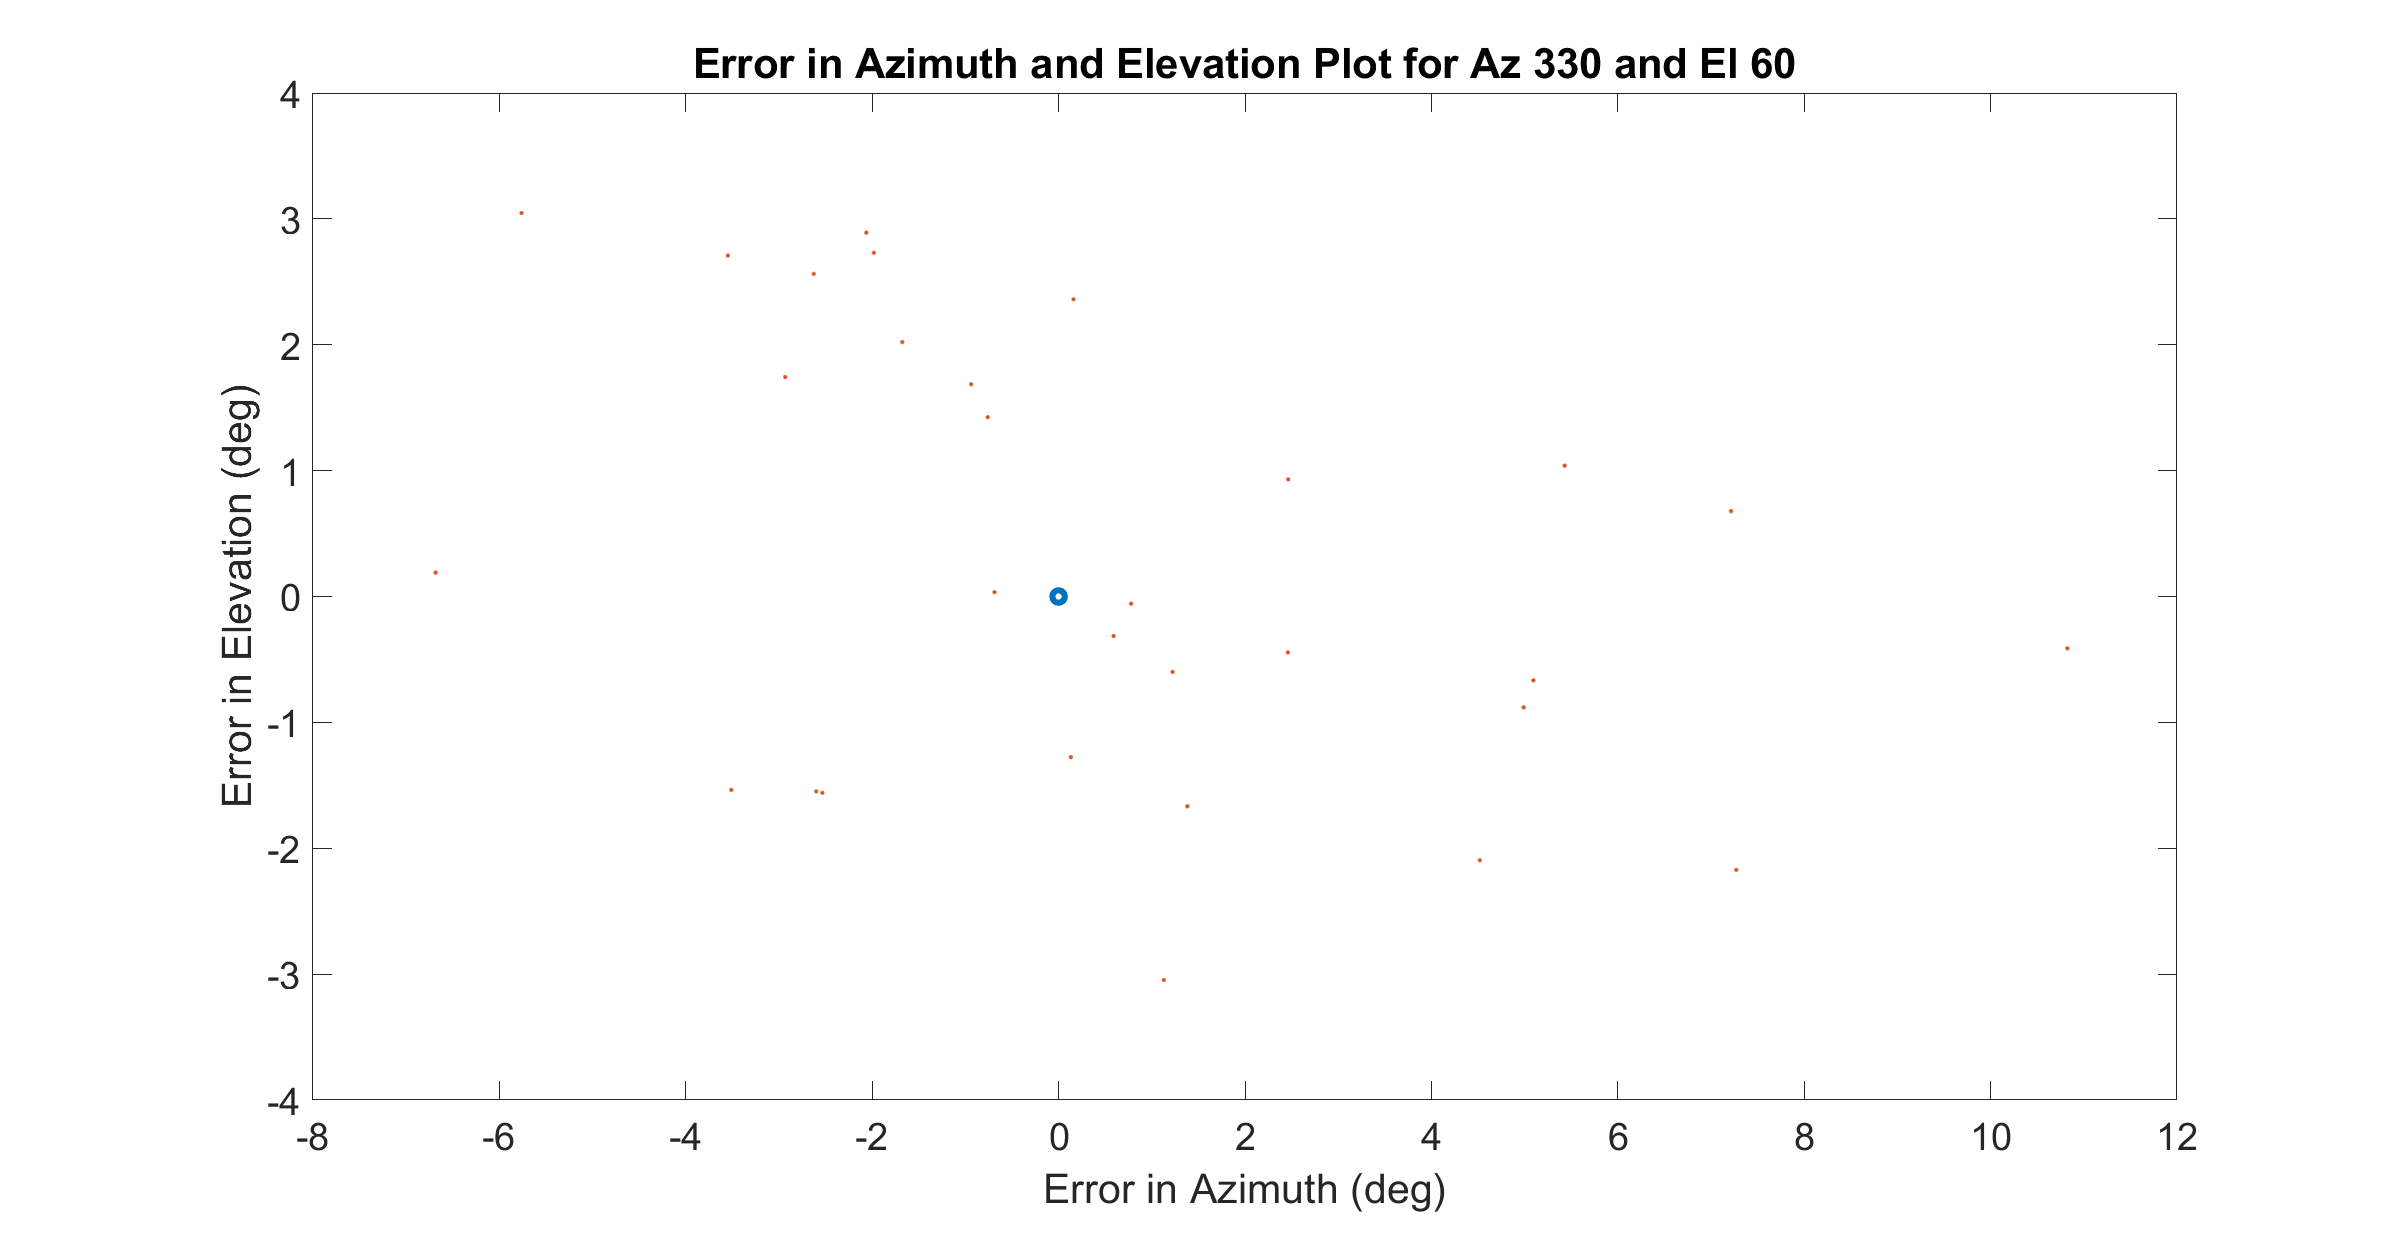 Error in Azimuth and Elevation Plot for Az 330 and El 60
4
3
2
1
0
-1
-2
-3
-4
Error in Elevation (deg)
-8 -6 -4 -2 0 2 4 6 8 10 12
Error in Azimuth (deg)